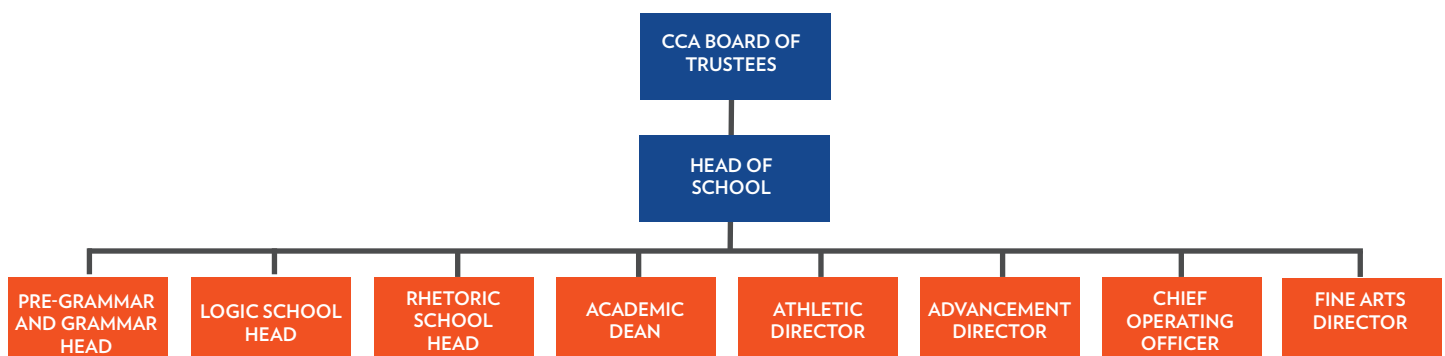 CCA BOARD OF
TRUSTEES
HEAD OF
SCHOOL
PRE-GRAMMAR
AND GRAMMAR
HEAD
LOGIC SCHOOL
HEAD
RHETORIC
SCHOOL
HEAD
ACADEMIC
DEAN
ATHLETIC
DIRECTOR
ADVANCEMENT
DIRECTOR
CHIEF
OPERATING
OFFICER
FINE ARTS
DIRECTOR